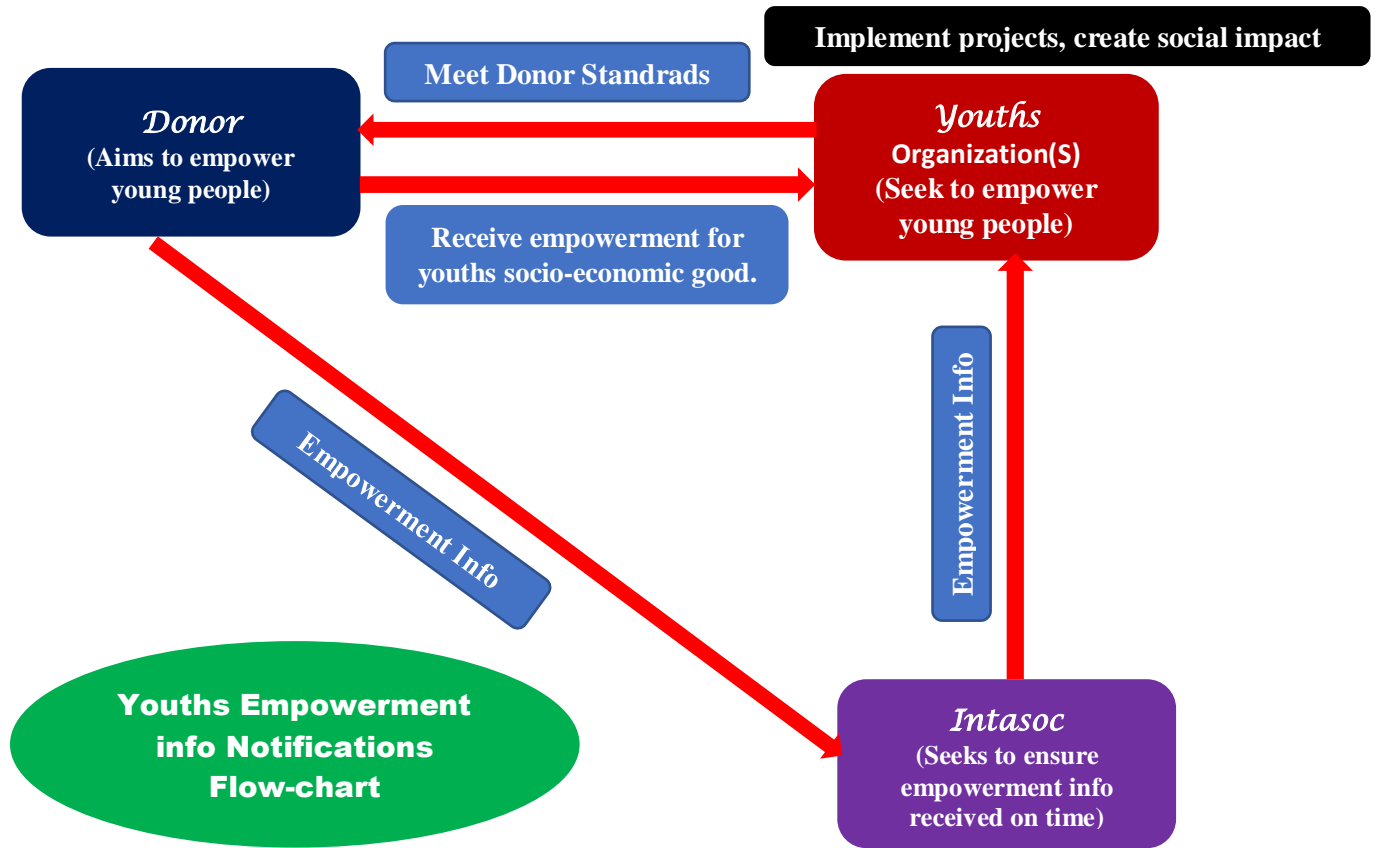 Implement projects, create social impact
Meet Donor Standrads
Donor
(Aims to empower
young people)
Youths
Organization(S)
(Seek to empower
young people)
Receive empowerment for
youths socio-economic good.
Empowerment Info
Empowerment Info
Youths Empowerment
info Notifications
Flow-chart
Intasoc
(Seeks to ensure
empowerment info
received on time)